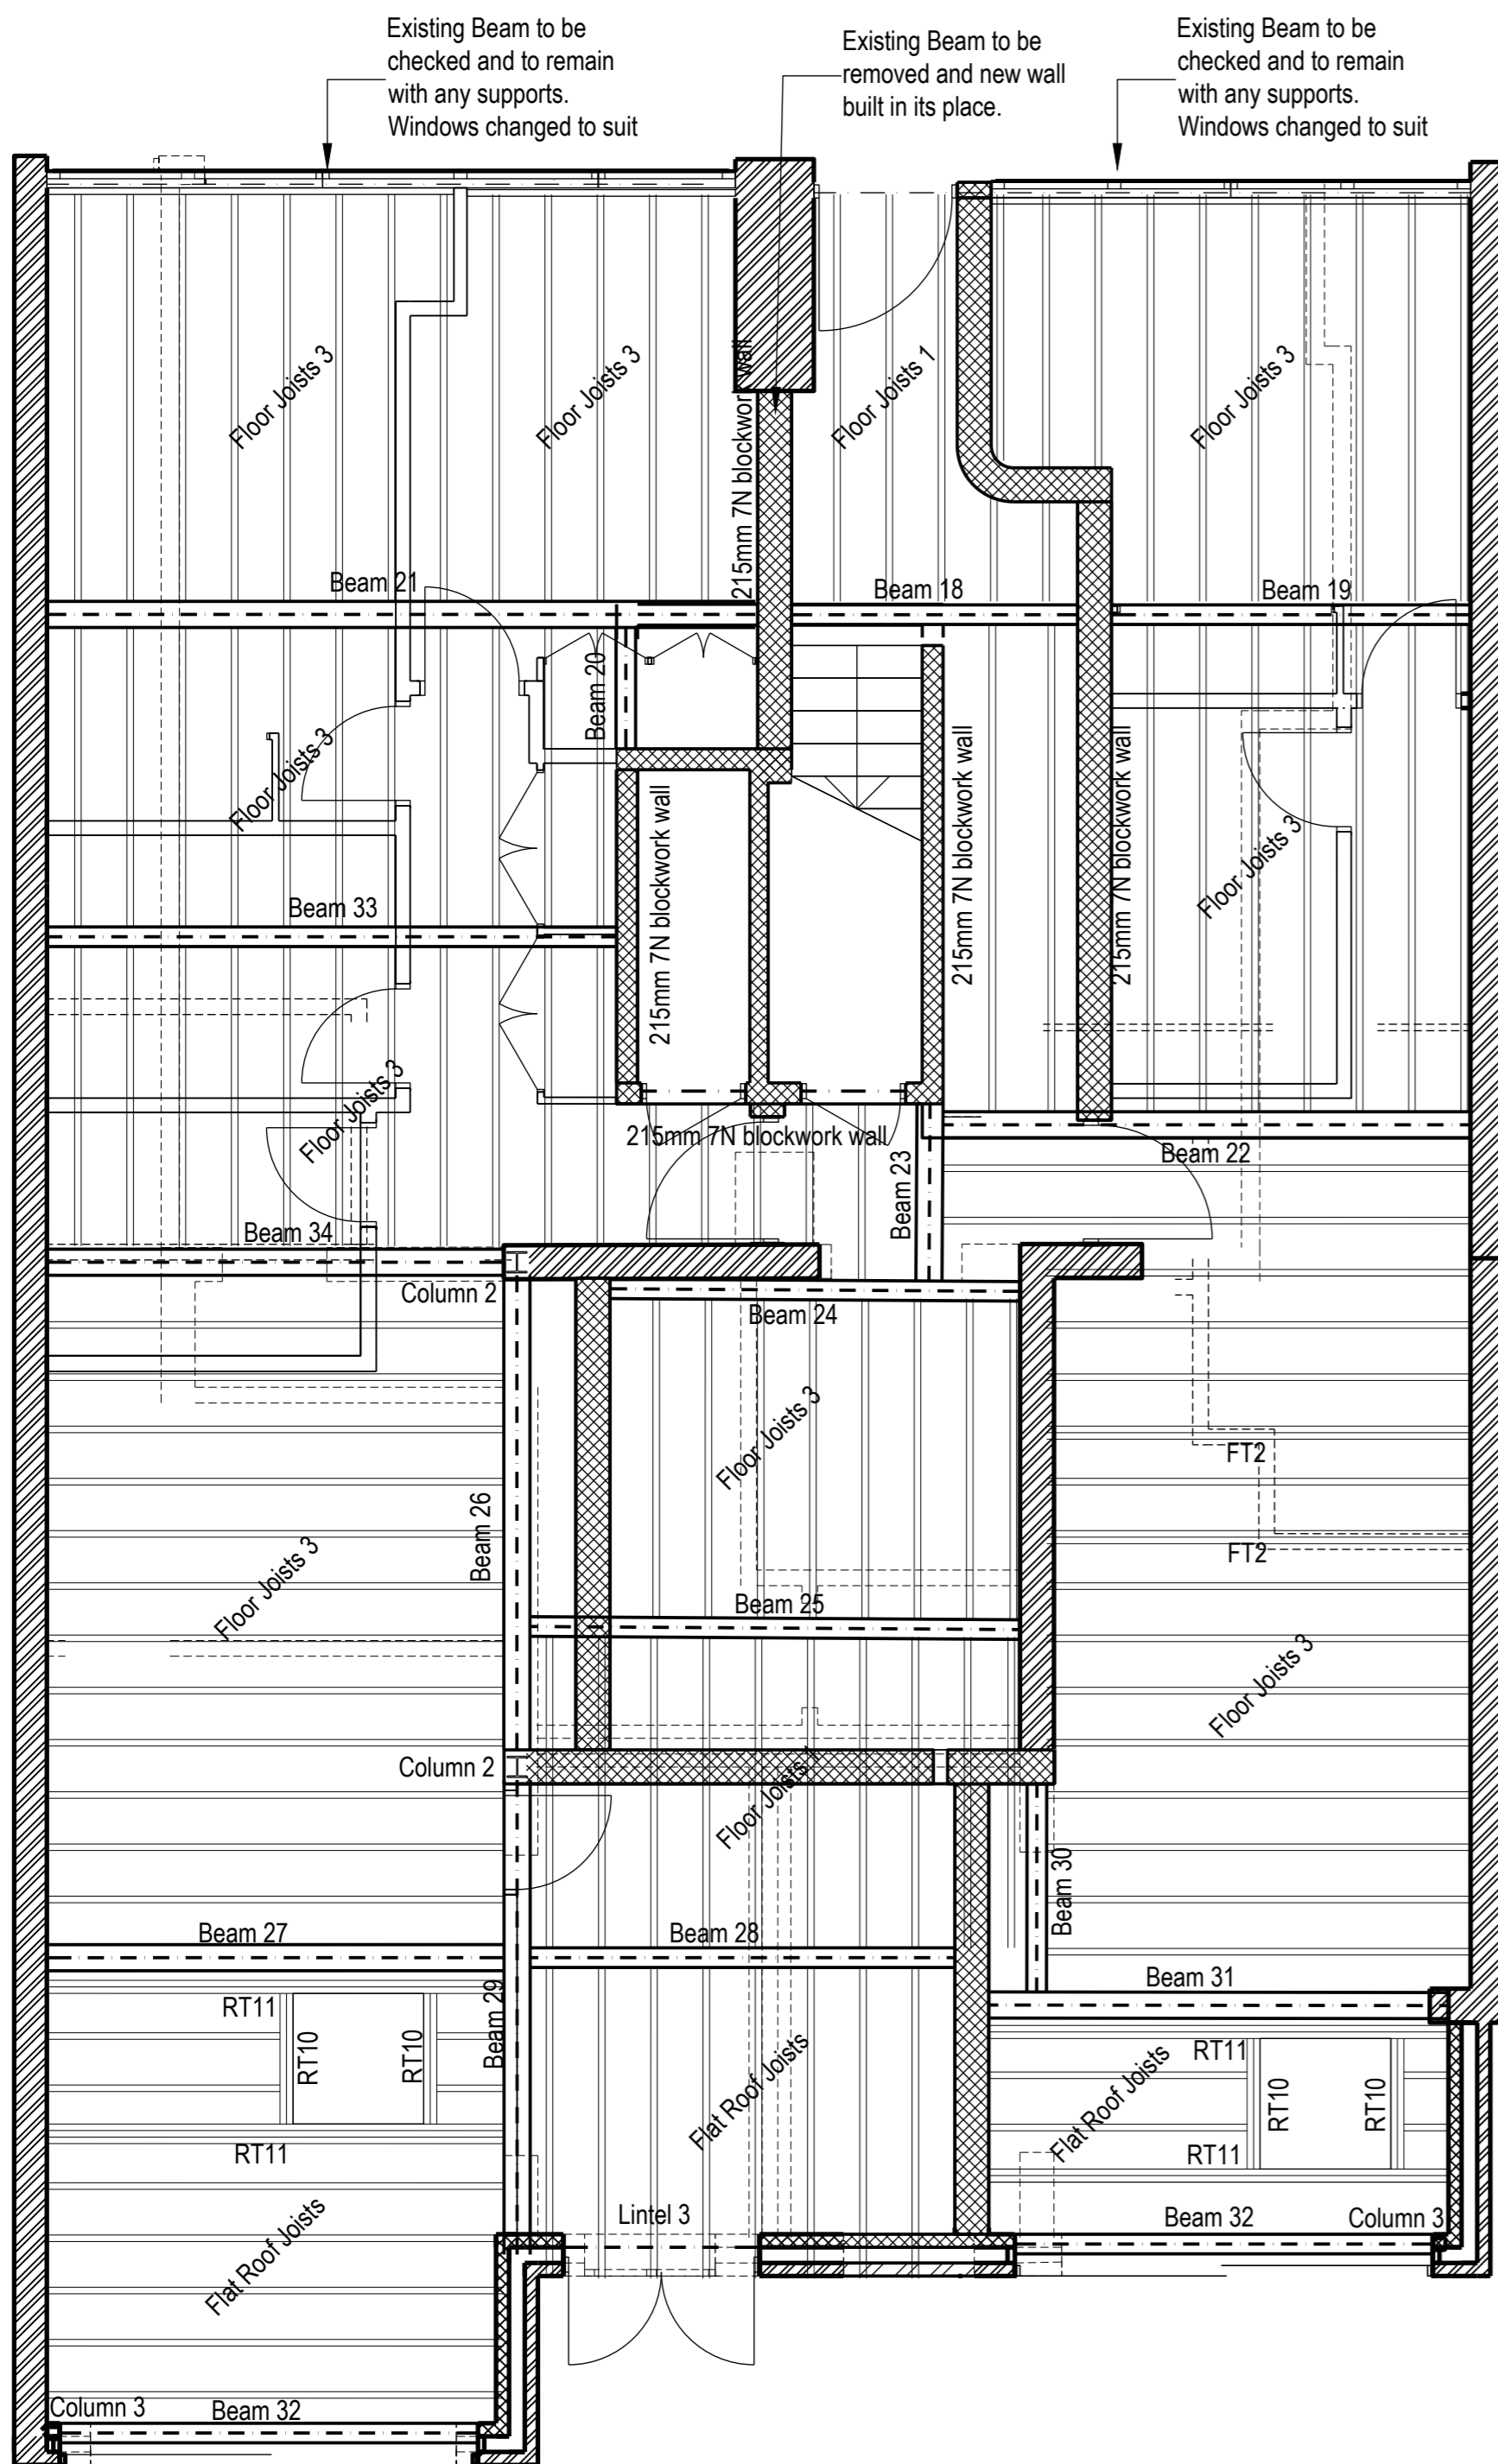 Existing Beam to be
checked and to remain
with any supports.
Windows changed to suit
Existing Beam to be
removed and new wall
built in its place.
Existing Beam to be
checked and to remain
with any supports.
Windows changed to suit
Floor Joists 3
Floor Joists 3
215mm 7N blockwork wall
Floor Joists 1
Floor Joists 3
Beam 21
Beam 18
Beam 19
Beam 20
Floor Joists 3
215mm 7N blockwork wall
215mm 7N blockwork wall
215mm 7N blockwork wall
Floor Joists 3
Beam 33
Floor Joists 3
215mm 7N blockwork wall
Beam 23
Beam 22
Beam 34
Column 2
Beam 24
Floor Joists 3
FT2
Beam 26
FT2
Floor Joists 3
Beam 25
Floor Joists 3
Column 2
Floor Joists 1
Beam 30
Beam 27
Beam 28
Beam 29
Beam 31
RT11
RT10
RT10
RT11
Flat Roof Joists
Flat Roof Joists
RT11
RT10
RT10
RT11
Lintel 3
Beam 32
Column 3
Flat Roof Joists
Column 3
Beam 32